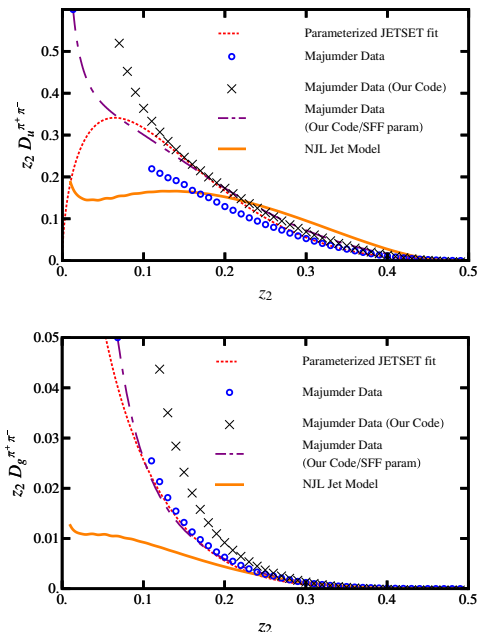 z₂ D_u^{π⁺ π⁻}
0.5
0.4
0.3
0.2
0.1
0.
Parameterized JETSET fit
Majumder Data
Majumder Data (Our Code)
Majumder Data
(Our Code/SFF param)
NJL Jet Model
0. 0.1 0.2 0.3 0.4 0.5
z₂
z₂ D_g^{π⁺ π⁻}
0.05
0.04
0.03
0.02
0.01
0.
Parameterized JETSET fit
Majumder Data
Majumder Data (Our Code)
Majumder Data
(Our Code/SFF param)
NJL Jet Model
0. 0.1 0.2 0.3 0.4 0.5
z₂